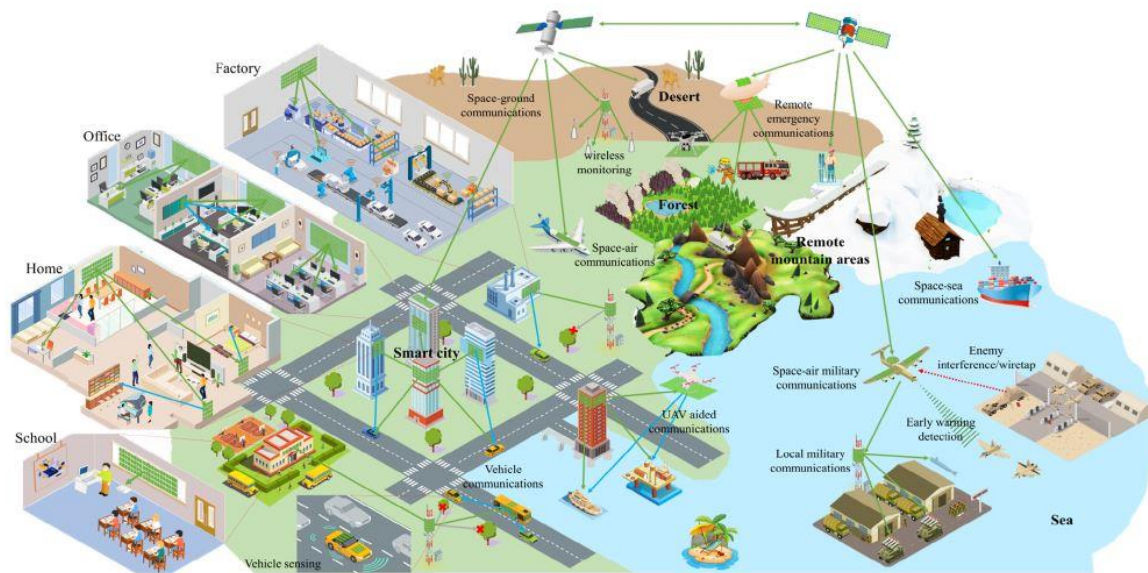 Factory
Space-ground
communications
Desert
Remote
emergency
communications
Office
wireless
monitoring
Forest
Space-air
communications
Remote
mountain areas
Home
Space-sea
communications
Smart city
Space-air military
communications
Enemy
interference/wiretap
UAV aided
communications
Early warning
detection
School
Vehicle
communications
Local military
communications
Sea
Vehicle sensing